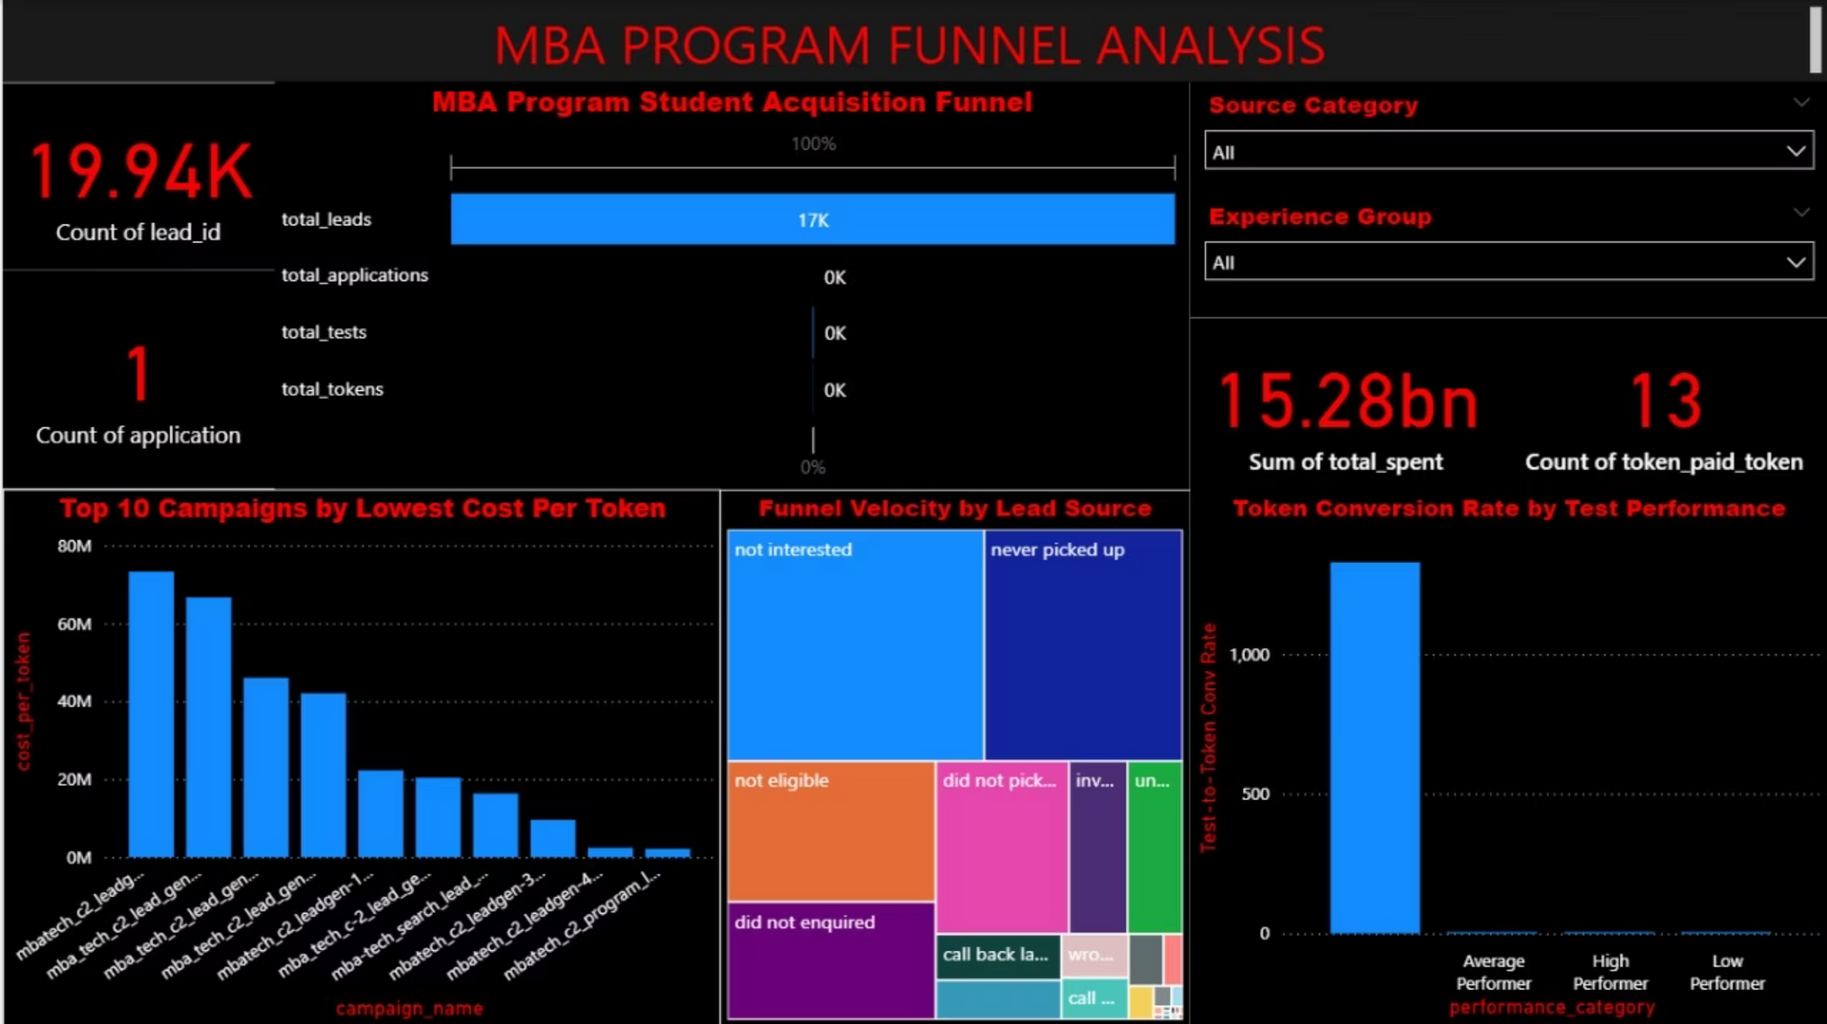 MBA PROGRAM FUNNEL ANALYSIS
19.94K
Count of lead_id
1
Count of application
MBA Program Student Acquisition Funnel
100%
total_leads
17K
total_applications
0K
total_tests
0K
total_tokens
0K
0%
Source Category
All
Experience Group
All
15.28bn
Sum of total_spent
13
Count of token_paid_token
Top 10 Campaigns by Lowest Cost Per Token
cost_per_token
80M
60M
40M
20M
0M
mbatech_c2_leadg...
mba_tech_c2_lead_gen...
mba_tech_c2_lead_gen...
mba_tech_c2_lead_gen...
mbatech_c2_leadgen-1...
mba_tech_c-2_lead_ge...
mba-tech_search_lead_...
mbatech_c2_leadgen-3...
mbatech_c2_leadgen-4...
mbatech_c2_program_l...
campaign_name
Funnel Velocity by Lead Source
not interested
never picked up
not eligible
did not pick...
inv...
un...
did not enquired
call back la...
wro...
call ...
Token Conversion Rate by Test Performance
Test-to-Token Conv Rate
1,000
500
0
Average
Performer
High
Performer
Low
Performer
performance_category